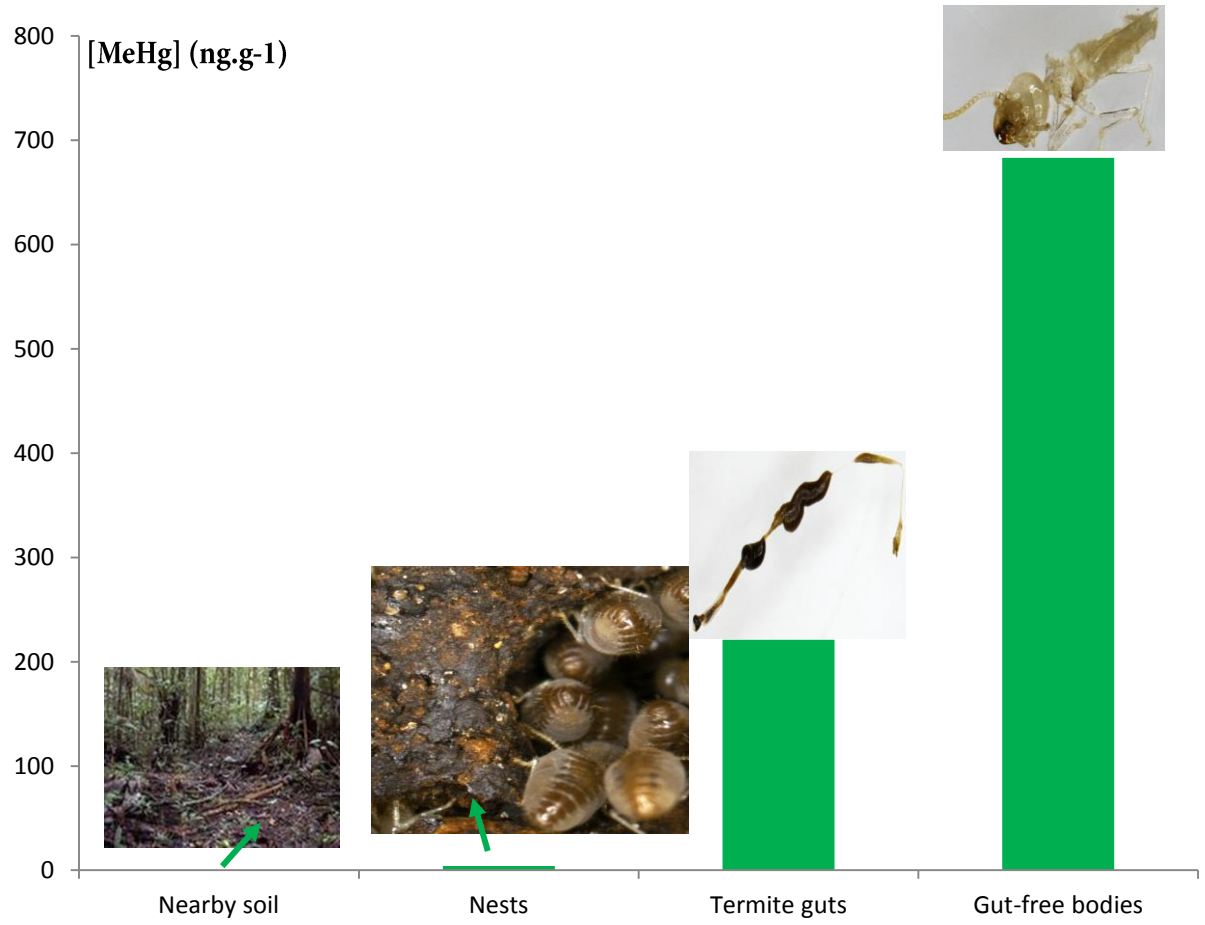 800
[MeHg] (ng.g-1)
700
600
500
400
300
200
100
0
Nearby soil
Nests
Termite guts
Gut-free bodies